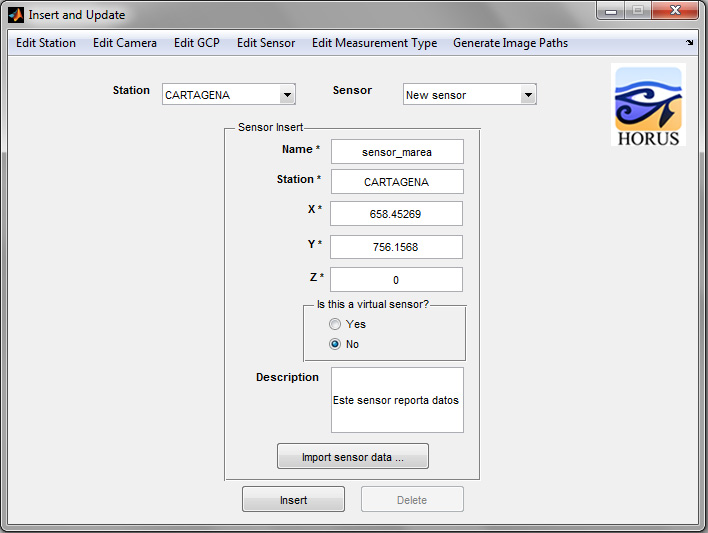 Insert and Update
Edit Station Edit Camera Edit GCP Edit Sensor Edit Measurement Type Generate Image Paths
Station CARTAGENA Sensor New sensor
HORUS
Sensor Insert
Name * sensor_marea
Station * CARTAGENA
X * 658.45269
Y * 756.1568
Z * 0
Is this a virtual sensor?
Yes
No
Description Este sensor reporta datos
Import sensor data ...
Insert Delete